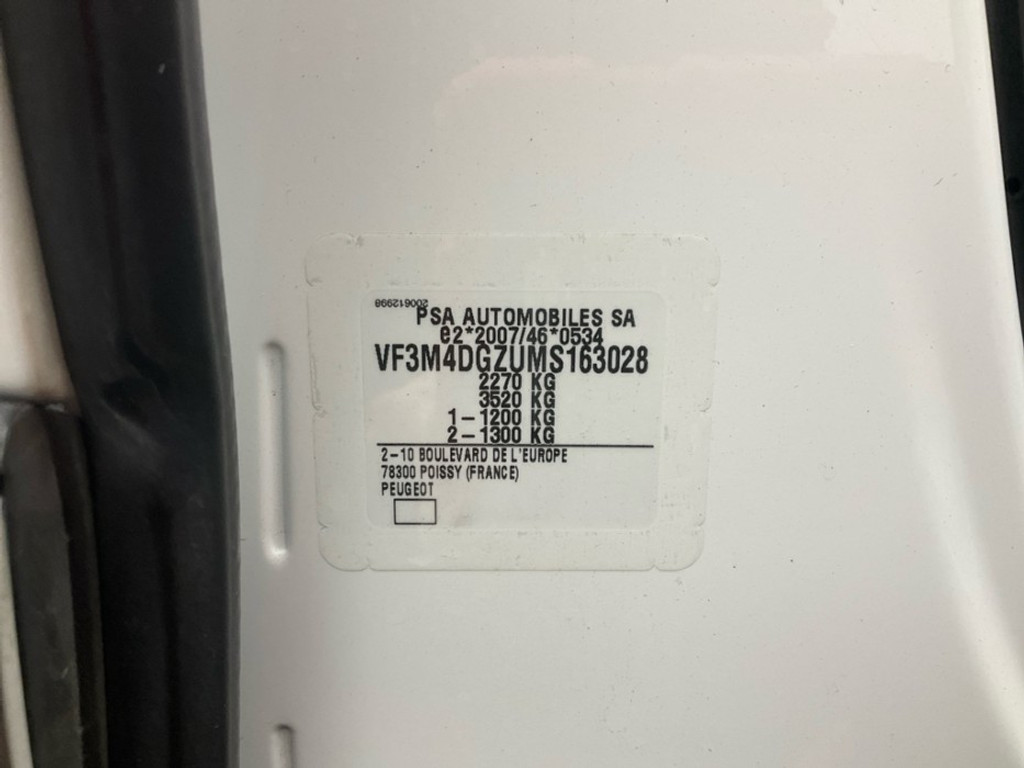 200612998
PSA AUTOMOBILES SA
e2*2007/46*0534
VF3M4DGZUMS163028
2270 KG
3520 KG
1-1200 KG
2-1300 KG
2-10 BOULEVARD DE L'EUROPE
78300 POISSY (FRANCE)
PEUGEOT